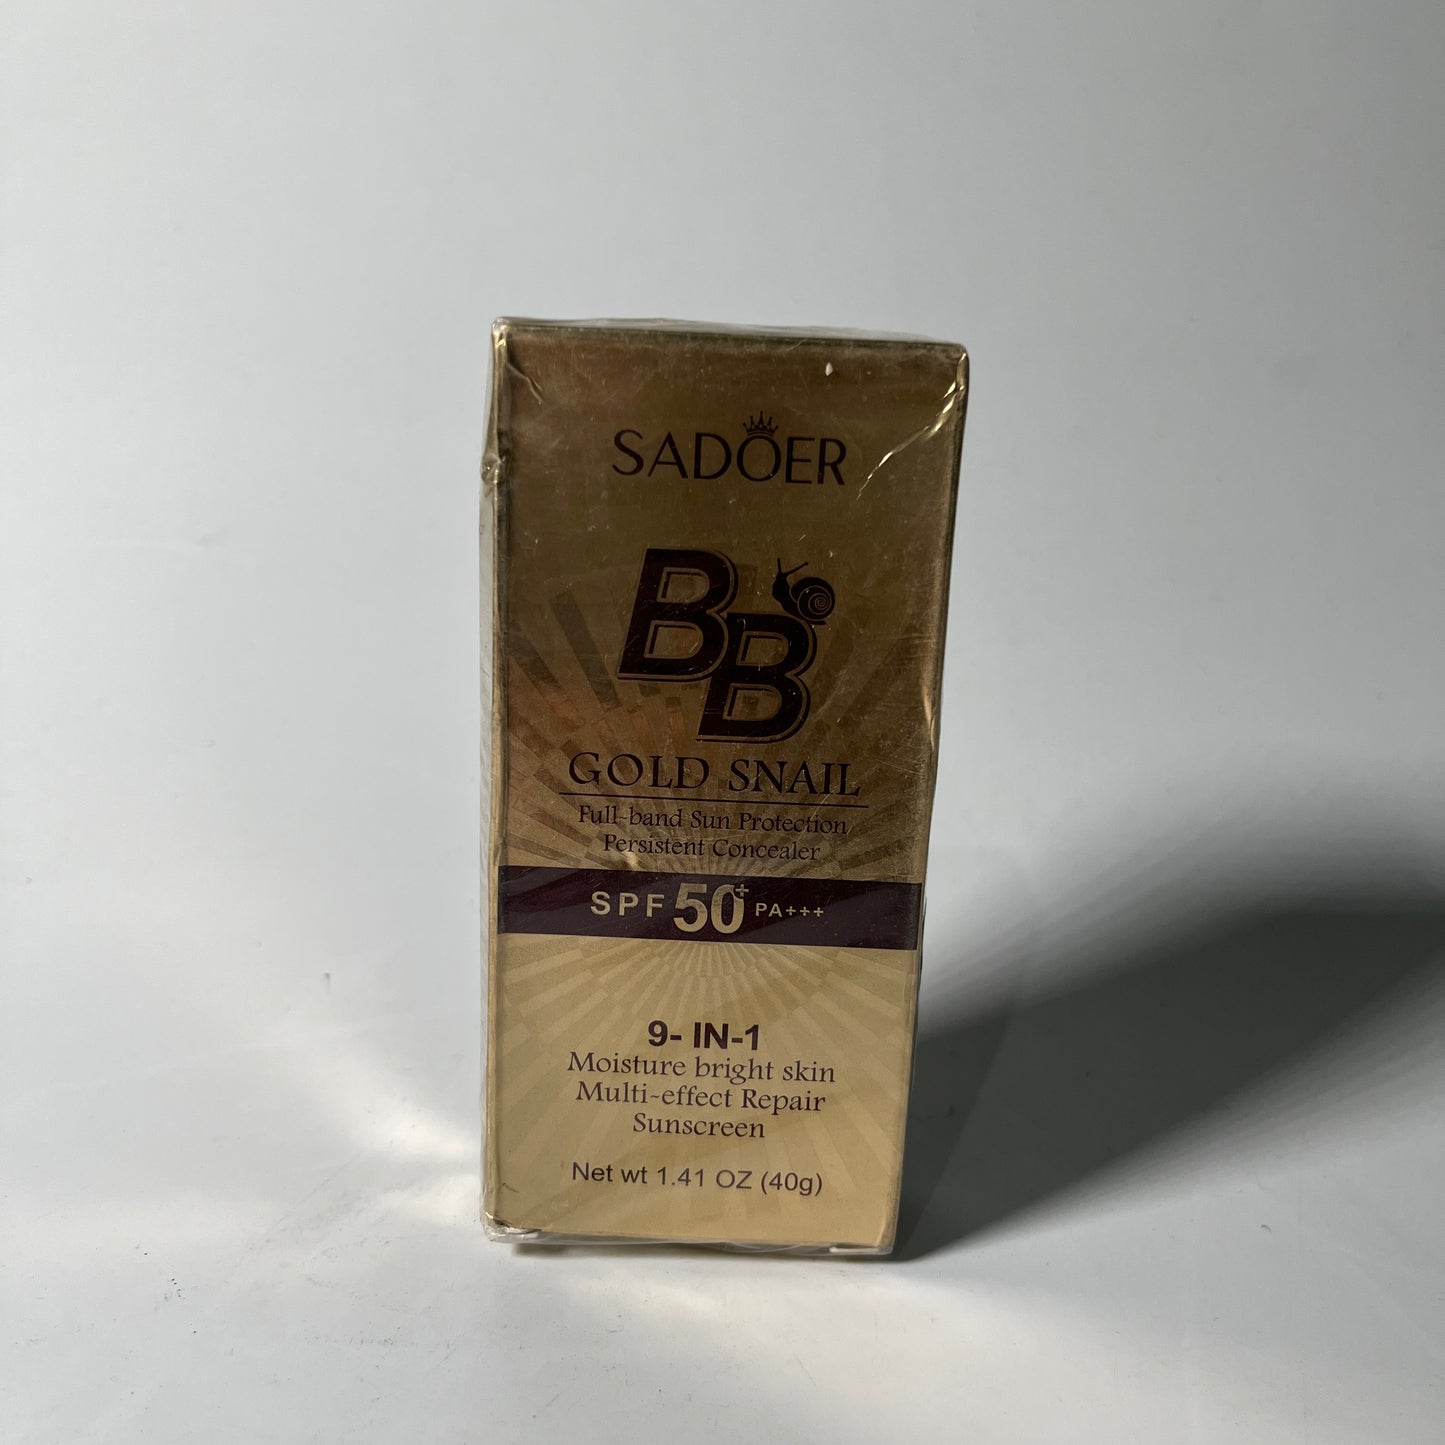 SADOER
BB
GOLD SNAIL
Full-band Sun Protection
Persistent Concealer
SPF 50+ PA+++
9- IN-1
Moisture bright skin
Multi-effect Repair
Sunscreen
Net wt 1.41 OZ (40g)